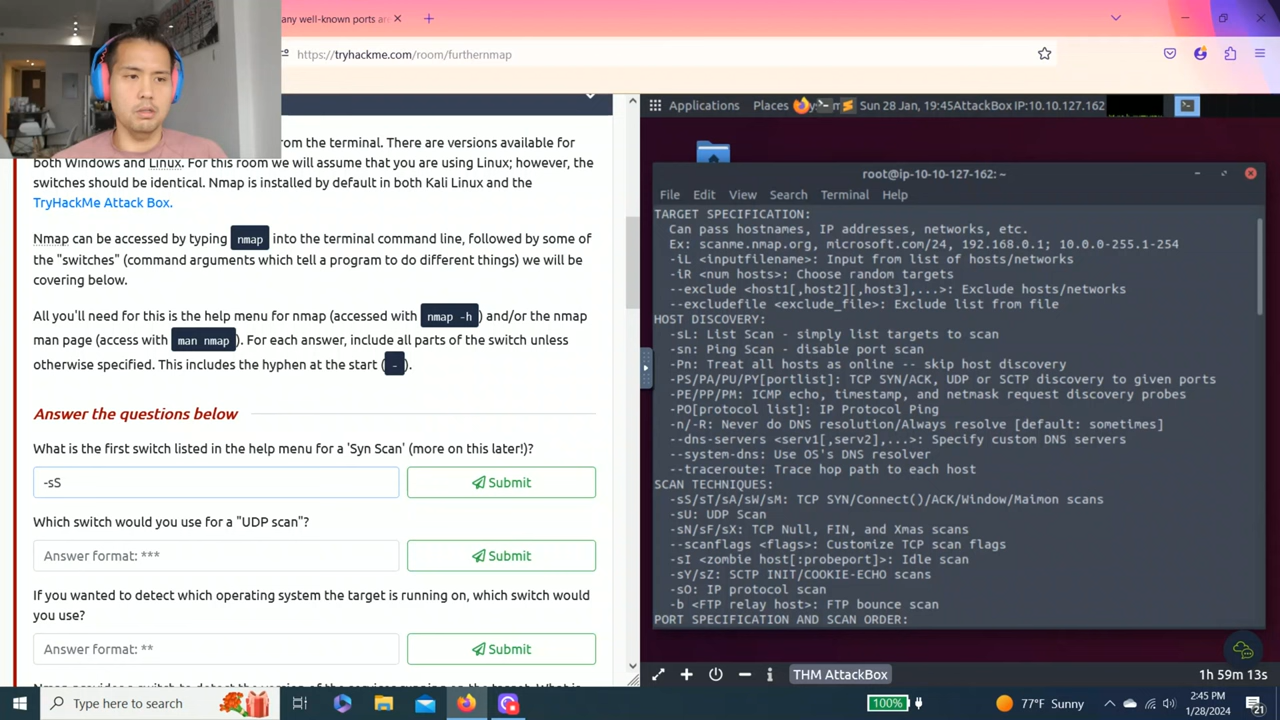 any well-known ports ar
https://tryhackme.com/room/furthernmap
Applications Places Sun 28 Jan, 19:45 AttackBox IP:10.10.127.162
om the terminal. There are versions available for
both Windows and Linux. For this room we will assume that you are using Linux; however, the
switches should be identical. Nmap is installed by default in both Kali Linux and the
TryHackMe Attack Box.
Nmap can be accessed by typing nmap into the terminal command line, followed by some of
the "switches" (command arguments which tell a program to do different things) we will be
covering below.
All you'll need for this is the help menu for nmap (accessed with nmap -h ) and/or the nmap
man page (access with man nmap ). For each answer, include all parts of the switch unless
otherwise specified. This includes the hyphen at the start ( - ).
Answer the questions below
What is the first switch listed in the help menu for a 'Syn Scan' (more on this later!)?
-sS
Submit
Which switch would you use for a "UDP scan"?
Answer format: ***
Submit
If you wanted to detect which operating system the target is running on, which switch would
you use?
Answer format: **
Submit
root@ip-10-10-127-162: ~
File Edit View Search Terminal Help
TARGET SPECIFICATION:
Can pass hostnames, IP addresses, networks, etc.
Ex: scanme.nmap.org, microsoft.com/24, 192.168.0.1; 10.0.0-255.1-254
-iL <inputfilename>: Input from list of hosts/networks
-iR <num hosts>: Choose random targets
--exclude <host1[,host2][,host3],...>: Exclude hosts/networks
--excludefile <exclude_file>: Exclude list from file
HOST DISCOVERY:
-sL: List Scan - simply list targets to scan
-sn: Ping Scan - disable port scan
-Pn: Treat all hosts as online -- skip host discovery
-PS/PA/PU/PY[portlist]: TCP SYN/ACK, UDP or SCTP discovery to given ports
-PE/PP/PM: ICMP echo, timestamp, and netmask request discovery probes
-PO[protocol list]: IP Protocol Ping
-n/-R: Never do DNS resolution/Always resolve [default: sometimes]
--dns-servers <serv1[,serv2],...>: Specify custom DNS servers
--system-dns: Use OS's DNS resolver
--traceroute: Trace hop path to each host
SCAN TECHNIQUES:
-sS/sT/sA/sW/sM: TCP SYN/Connect()/ACK/Window/Maimon scans
-sU: UDP Scan
-sN/sF/sX: TCP Null, FIN, and Xmas scans
--scanflags <flags>: Customize TCP scan flags
-sI <zombie host[:probeport]>: Idle scan
-sY/sZ: SCTP INIT/COOKIE-ECHO scans
-sO: IP protocol scan
-b <FTP relay host>: FTP bounce scan
PORT SPECIFICATION AND SCAN ORDER:
THM AttackBox
1h 59m 13s
Type here to search
100%
77°F Sunny
2:45 PM
1/28/2024
21